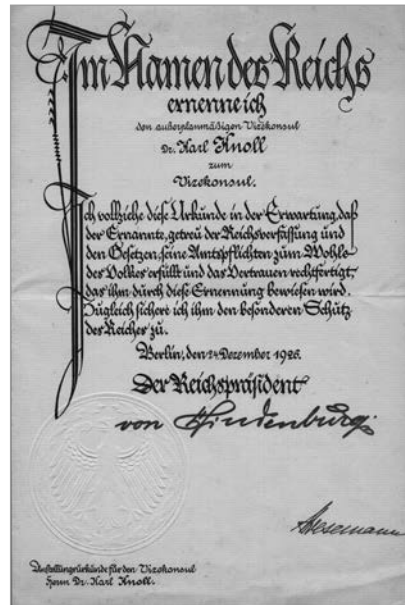 Im Namen des Reichs
ernenne ich
den außerplanmäßigen Vizekonsul
Dr. Karl Knoll
zum
Vizekonsul.
Ich vollziehe diese Urkunde in der Erwartung, daß
der Ernannte, getreu der Reichsverfassung und
den Gesetzen, seine Amtspflichten zum Wohle
des Volkes erfüllt und das Vertrauen rechtfertigt,
das ihm durch diese Ernennung bewiesen wird.
Zugleich sichere ich ihm den besonderen Schutz
des Reiches zu.
Berlin, den 24 Dezember 1926.
Der Reichspräsident
von Hindenburg
Stresemann
Anstellungsurkunde für den Vizekonsul
Herrn Dr. Karl Knoll.